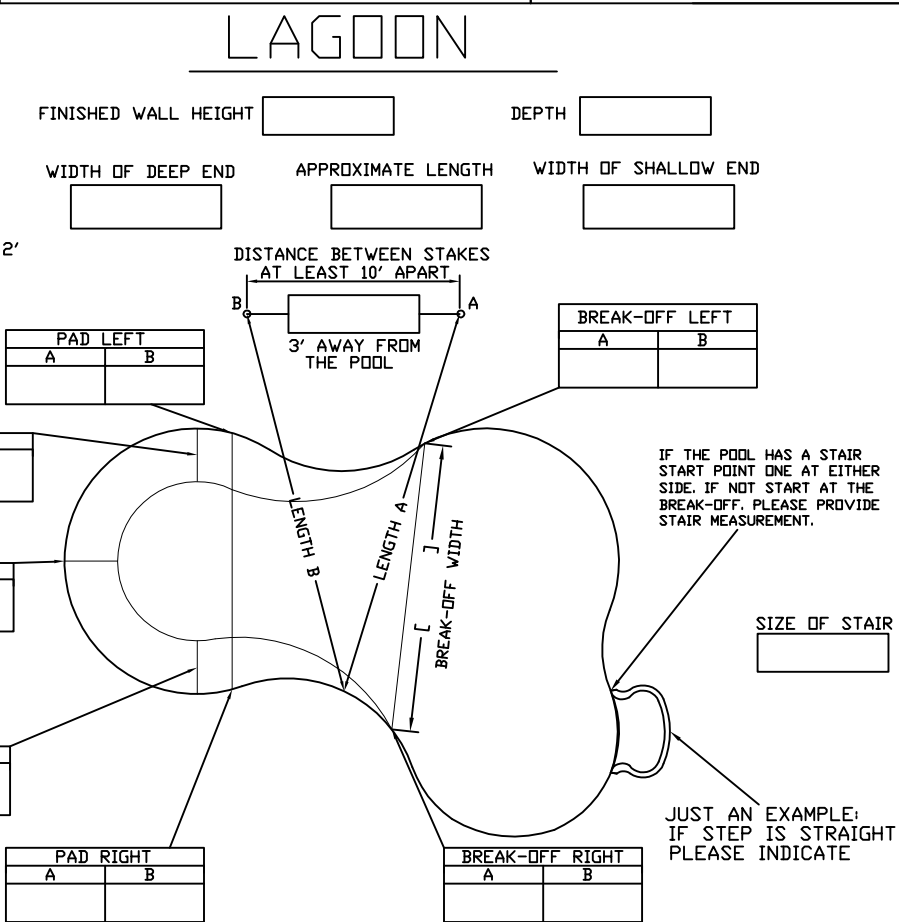 LAGOON
FINISHED WALL HEIGHT
DEPTH
WIDTH OF DEEP END
APPROXIMATE LENGTH
WIDTH OF SHALLOW END
2'
DISTANCE BETWEEN STAKES
AT LEAST 10' APART
B
A
3' AWAY FROM
THE POOL
PAD LEFT
A B
BREAK-OFF LEFT
A B
IF THE POOL HAS A STAIR
START POINT ONE AT EITHER
SIDE. IF NOT START AT THE
BREAK-OFF. PLEASE PROVIDE
STAIR MEASUREMENT.
LENGTH B
LENGTH A
[ ]
BREAK-OFF WIDTH
SIZE OF STAIR
JUST AN EXAMPLE;
IF STEP IS STRAIGHT
PLEASE INDICATE
PAD RIGHT
A B
BREAK-OFF RIGHT
A B